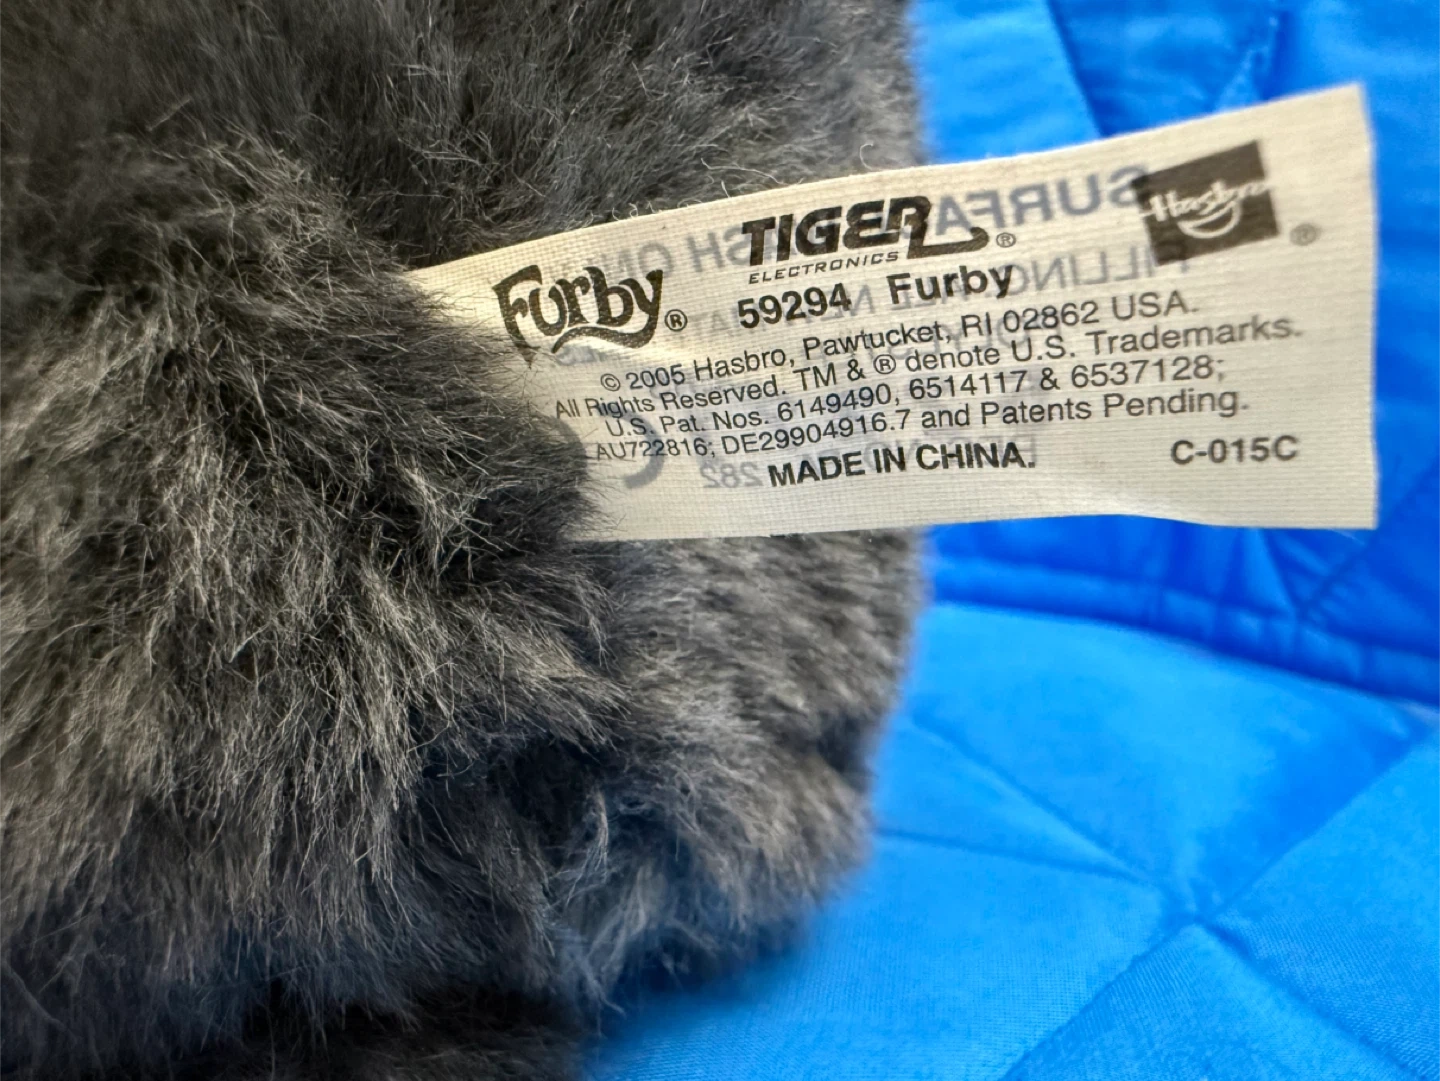 Furby®
TIGER®
ELECTRONICS
Hasbro®
59294 Furby
© 2005 Hasbro, Pawtucket, RI 02862 USA.
All Rights Reserved. TM & ® denote U.S. Trademarks.
U.S. Pat. Nos. 6149490, 6514117 & 6537128;
AU722816; DE29904916.7 and Patents Pending.
MADE IN CHINA.
C-015C